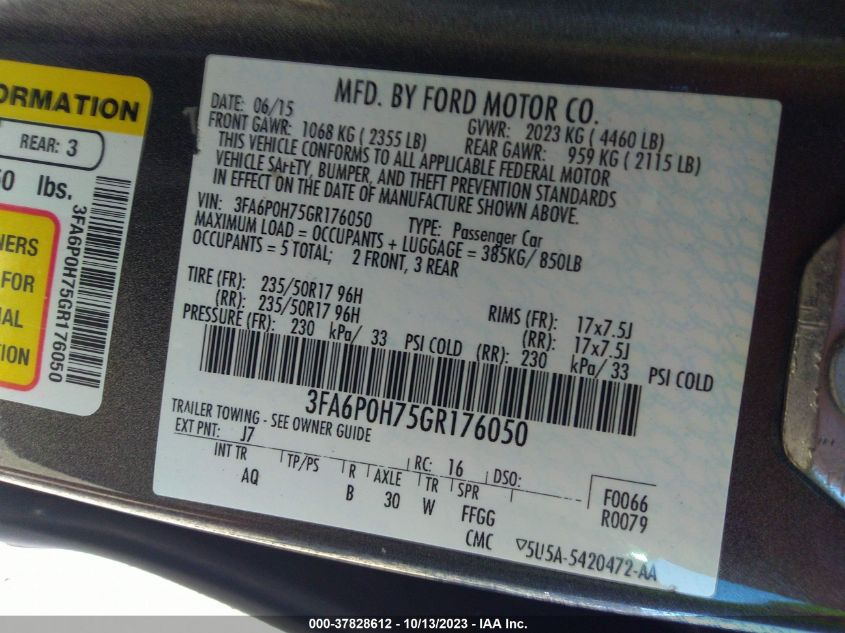 ORMATION
REAR: 3
50 lbs.
NERS
FOR
IAL
TION
3FA6P0H75GR176050
MFD. BY FORD MOTOR CO.
DATE: 06/15 GVWR: 2023 KG ( 4460 LB)
FRONT GAWR: 1068 KG ( 2355 LB) REAR GAWR: 959 KG ( 2115 LB)
THIS VEHICLE CONFORMS TO ALL APPLICABLE FEDERAL MOTOR
VEHICLE SAFETY, BUMPER, AND THEFT PREVENTION STANDARDS
IN EFFECT ON THE DATE OF MANUFACTURE SHOWN ABOVE.
VIN: 3FA6P0H75GR176050 TYPE: Passenger Car
MAXIMUM LOAD = OCCUPANTS + LUGGAGE = 385KG/ 850LB
OCCUPANTS = 5 TOTAL; 2 FRONT, 3 REAR
TIRE (FR): 235/50R17 96H RIMS (FR): 17x7.5J
(RR): 235/50R17 96H (RR): 17x7.5J
PRESSURE (FR): 230 kPa/ 33 PSI COLD (RR): 230 kPa/33 PSI COLD
3FA6P0H75GR176050
TRAILER TOWING - SEE OWNER GUIDE
EXT PNT: J7 RC: 16 DSO: F0066
INT TR TP/PS R AXLE TR SPR R0079
AQ B 30 W FFGG
CMC ▽5U5A-5420472-AA
000-37828612 - 10/13/2023 - IAA Inc.